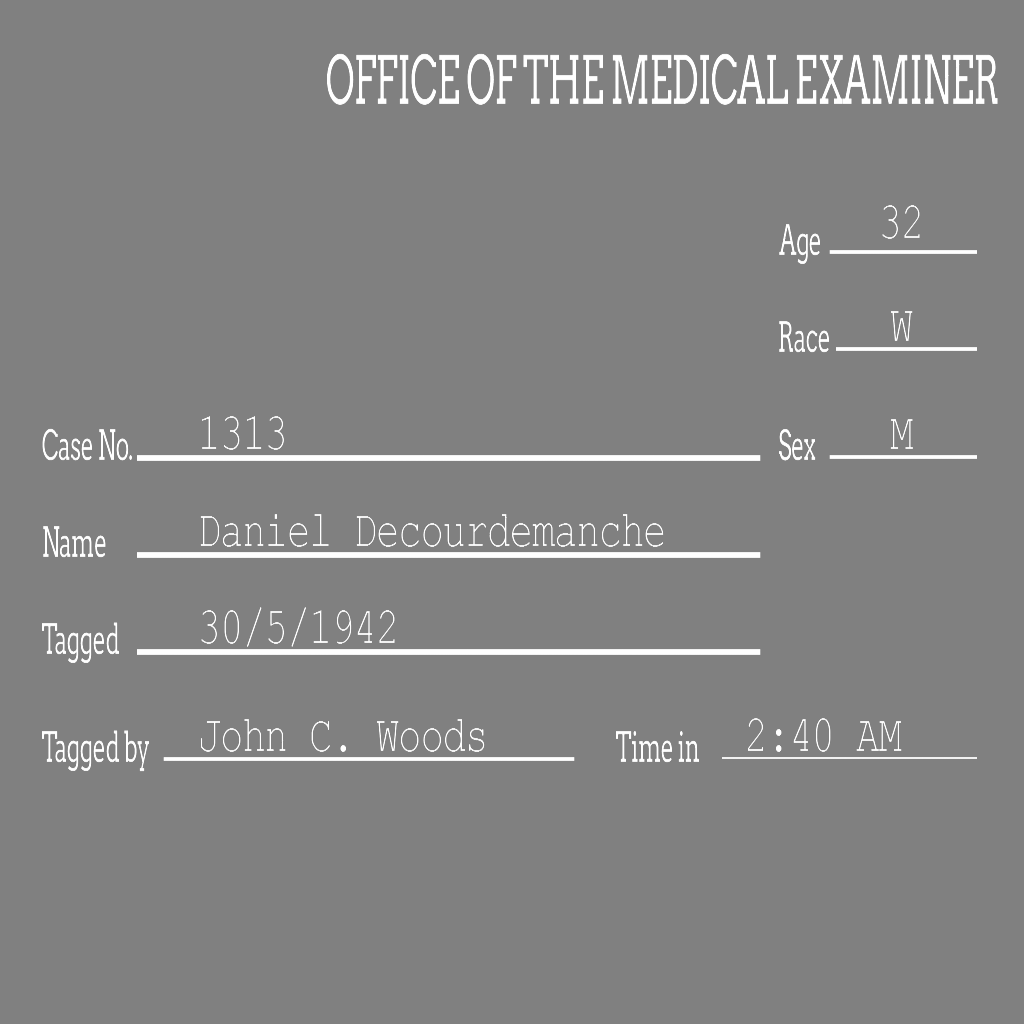 OFFICE OF THE MEDICAL EXAMINER
Age 32
Race W
Case No. 1313 Sex M
Name Daniel Decourdemanche
Tagged 30/5/1942
Tagged by John C. Woods Time in 2:40 AM